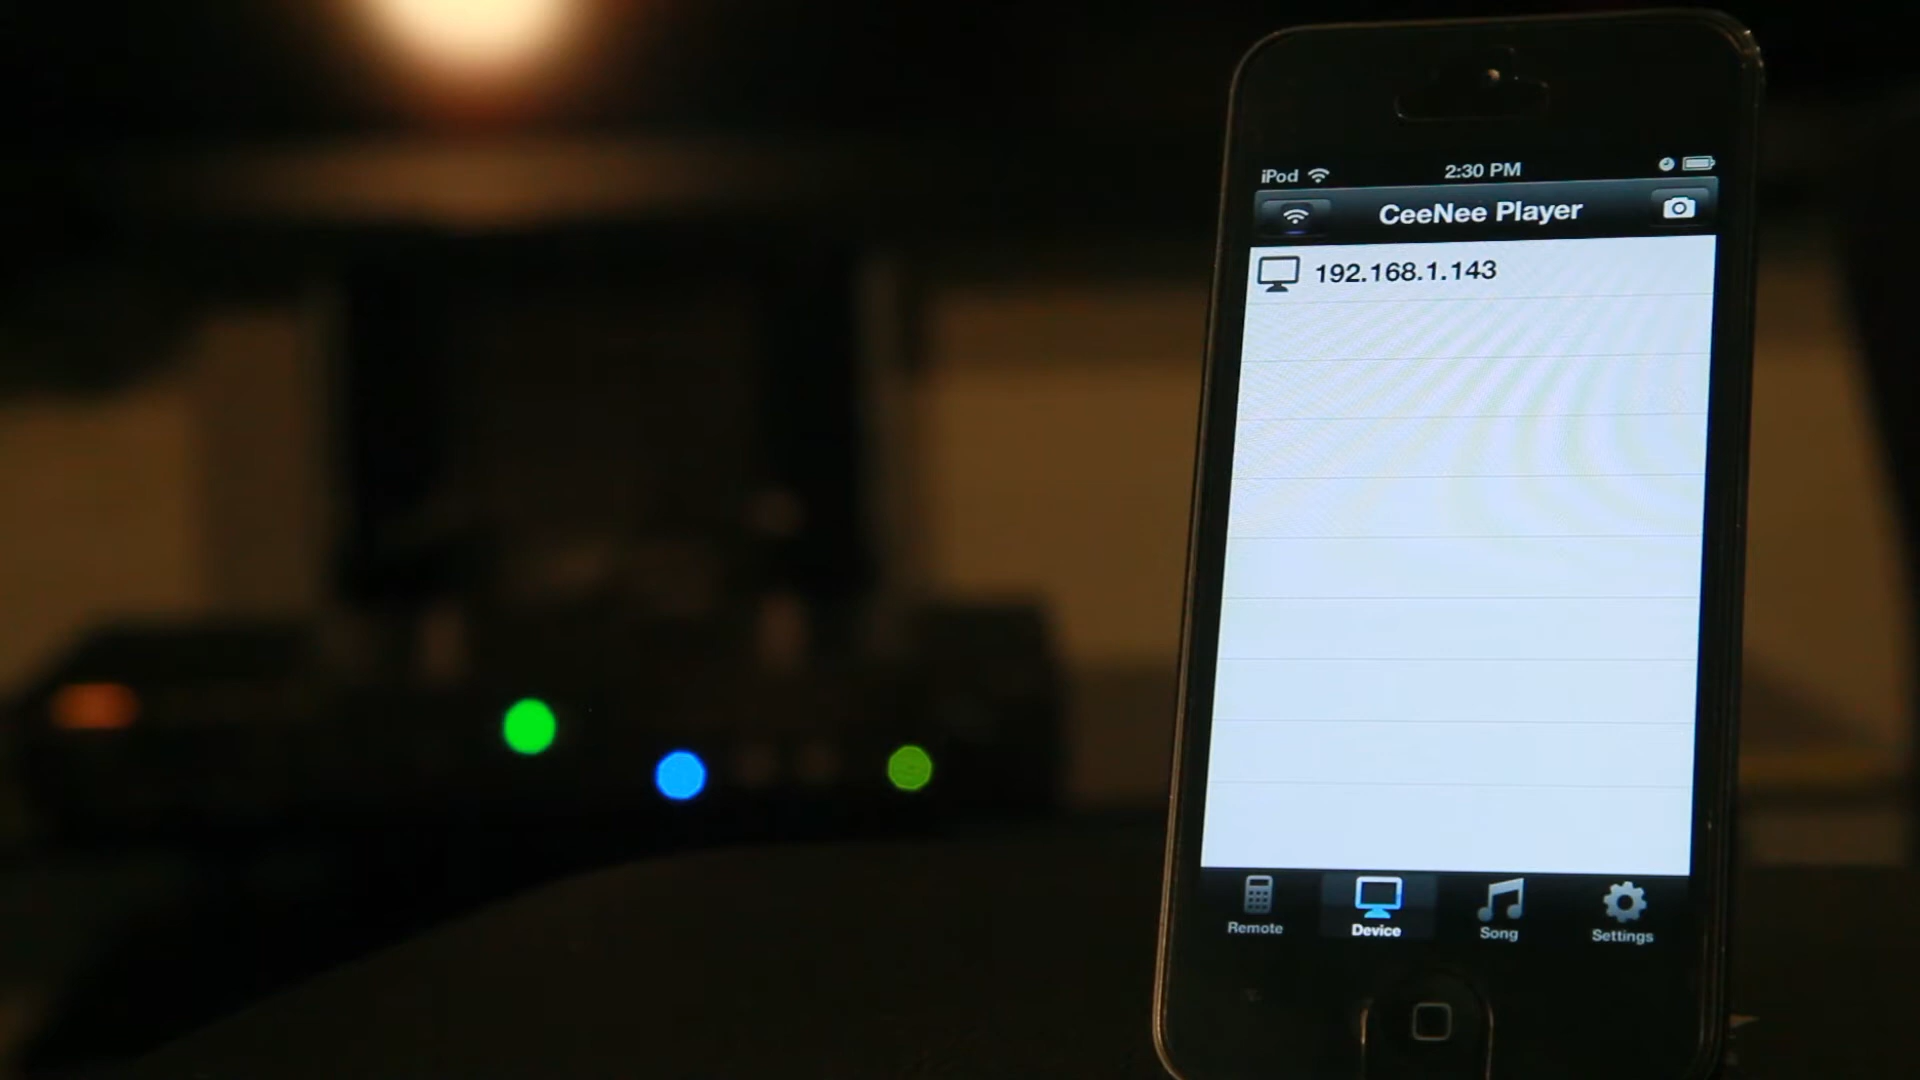 iPod 2:30 PM
CeeNee Player
192.168.1.143
Remote Device Song Settings